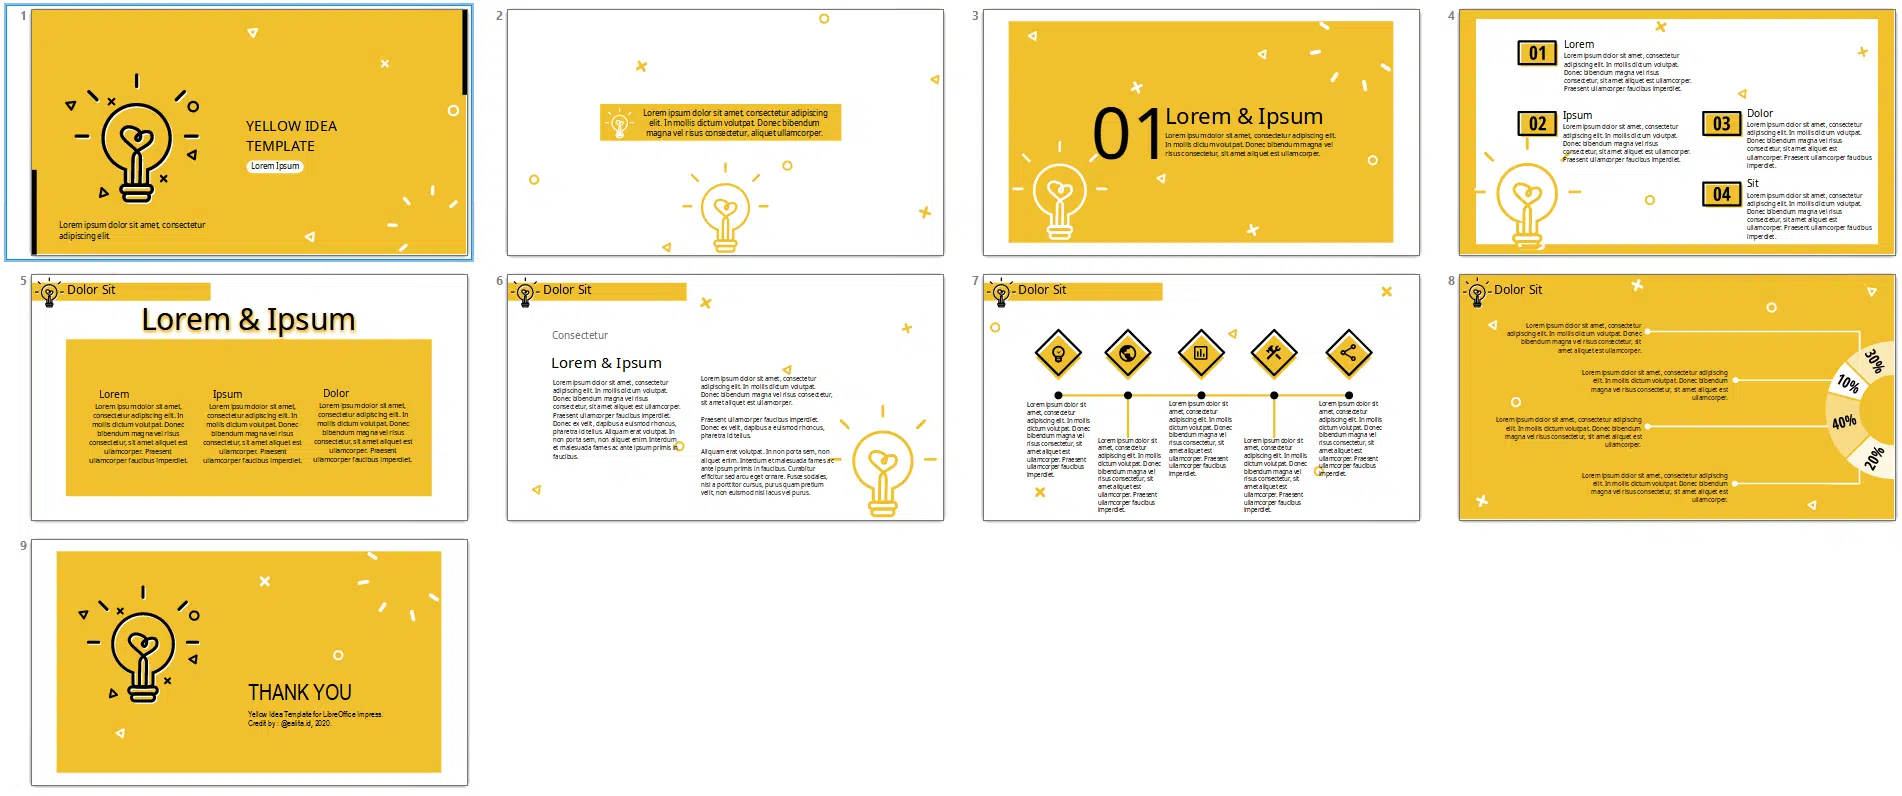 1
YELLOW IDEA
TEMPLATE
Lorem Ipsum
Lorem ipsum dolor sit amet, consectetur
adipiscing elit.
2
Lorem ipsum dolor sit amet, consectetur adipiscing
elit. In mollis dictum volutpat. Donec bibendum
magna vel risus consectetur, aliquet ullamcorper.
3
01
Lorem & Ipsum
Lorem ipsum dolor sit amet, consectetur adipiscing elit.
In mollis dictum volutpat. Donec bibendum magna vel
risus consectetur, sit amet aliquet est ullamcorper.
4
01
Lorem
Lorem ipsum dolor sit amet, consectetur
adipiscing elit. In mollis dictum volutpat.
Donec bibendum magna vel risus
consectetur, sit amet aliquet est ullamcorper.
Praesent ullamcorper faucibus imperdiet.
02
Ipsum
Lorem ipsum dolor sit amet, consectetur
adipiscing elit. In mollis dictum volutpat.
Donec bibendum magna vel risus
consectetur, sit amet aliquet est ullamcorper.
Praesent ullamcorper faucibus imperdiet.
03
Dolor
Lorem ipsum dolor sit amet, consectetur
adipiscing elit. In mollis dictum volutpat.
Donec bibendum magna vel risus
consectetur, sit amet aliquet est
ullamcorper. Praesent ullamcorper faucibus
imperdiet.
04
Sit
Lorem ipsum dolor sit amet, consectetur
adipiscing elit. In mollis dictum volutpat.
Donec bibendum magna vel risus
consectetur, sit amet aliquet est
ullamcorper. Praesent ullamcorper faucibus
imperdiet.
5
Dolor Sit
Lorem & Ipsum
Lorem
Lorem ipsum dolor sit amet,
consectetur adipiscing elit. In
mollis dictum volutpat. Donec
bibendum magna vel risus
consectetur, sit amet aliquet est
ullamcorper. Praesent
ullamcorper faucibus imperdiet.
Ipsum
Lorem ipsum dolor sit amet,
consectetur adipiscing elit. In
mollis dictum volutpat. Donec
bibendum magna vel risus
consectetur, sit amet aliquet est
ullamcorper. Praesent
ullamcorper faucibus imperdiet.
Dolor
Lorem ipsum dolor sit amet,
consectetur adipiscing elit. In
mollis dictum volutpat. Donec
bibendum magna vel risus
consectetur, sit amet aliquet est
ullamcorper. Praesent
ullamcorper faucibus imperdiet.
6
Dolor Sit
Consectetur
Lorem & Ipsum
Lorem ipsum dolor sit amet, consectetur
adipiscing elit. In mollis dictum volutpat.
Donec bibendum magna vel risus
consectetur, sit amet aliquet est ullamcorper.
Praesent ullamcorper faucibus imperdiet.
Donec ex velit, dapibus a euismod rhoncus,
pharetra id tellus. Aliquam erat volutpat. In
non porta sem, non aliquet enim. Interdum
et malesuada fames ac ante ipsum primis in
faucibus.
Lorem ipsum dolor sit amet, consectetur
adipiscing elit. In mollis dictum volutpat.
Donec bibendum magna vel risus consectetur,
sit amet aliquet est ullamcorper.
Praesent ullamcorper faucibus imperdiet.
Donec ex velit, dapibus a euismod rhoncus,
pharetra id tellus.
Aliquam erat volutpat. In non porta sem, non
aliquet enim. Interdum et malesuada fames ac
ante ipsum primis in faucibus. Curabitur
efficitur sed arcu eget ornare. Fusce sodales,
nisi a porttitor cursus, purus quam pretium
velit, non euismod nisi lacus vel purus.
7
Dolor Sit
Lorem ipsum dolor sit
amet, consectetur
adipiscing elit. In mollis
dictum volutpat. Donec
bibendum magna vel
risus consectetur, sit
amet aliquet est
ullamcorper. Praesent
ullamcorper faucibus
imperdiet.
Lorem ipsum dolor sit
amet, consectetur
adipiscing elit. In mollis
dictum volutpat. Donec
bibendum magna vel
risus consectetur, sit
amet aliquet est
ullamcorper. Praesent
ullamcorper faucibus
imperdiet.
Lorem ipsum dolor sit
amet, consectetur
adipiscing elit. In mollis
dictum volutpat. Donec
bibendum magna vel
risus consectetur, sit
amet aliquet est
ullamcorper. Praesent
ullamcorper faucibus
imperdiet.
Lorem ipsum dolor sit
amet, consectetur
adipiscing elit. In mollis
dictum volutpat. Donec
bibendum magna vel
risus consectetur, sit
amet aliquet est
ullamcorper. Praesent
ullamcorper faucibus
imperdiet.
Lorem ipsum dolor sit
amet, consectetur
adipiscing elit. In mollis
dictum volutpat. Donec
bibendum magna vel
risus consectetur, sit
amet aliquet est
ullamcorper. Praesent
ullamcorper faucibus
imperdiet.
8
Dolor Sit
Lorem ipsum dolor sit amet, consectetur
adipiscing elit. In mollis dictum volutpat. Donec
bibendum magna vel risus consectetur, sit
amet aliquet est ullamcorper.
30%
Lorem ipsum dolor sit amet, consectetur adipiscing
elit. In mollis dictum volutpat. Donec bibendum
magna vel risus consectetur, sit amet aliquet est
ullamcorper.
10%
Lorem ipsum dolor sit amet, consectetur adipiscing
elit. In mollis dictum volutpat. Donec bibendum
magna vel risus consectetur, sit amet aliquet est
ullamcorper.
40%
Lorem ipsum dolor sit amet, consectetur adipiscing
elit. In mollis dictum volutpat. Donec bibendum
magna vel risus consectetur, sit amet aliquet est
ullamcorper.
20%
9
THANK YOU
Yellow Idea Template for LibreOffice Impress
Credit by : @ealita.id, 2020.